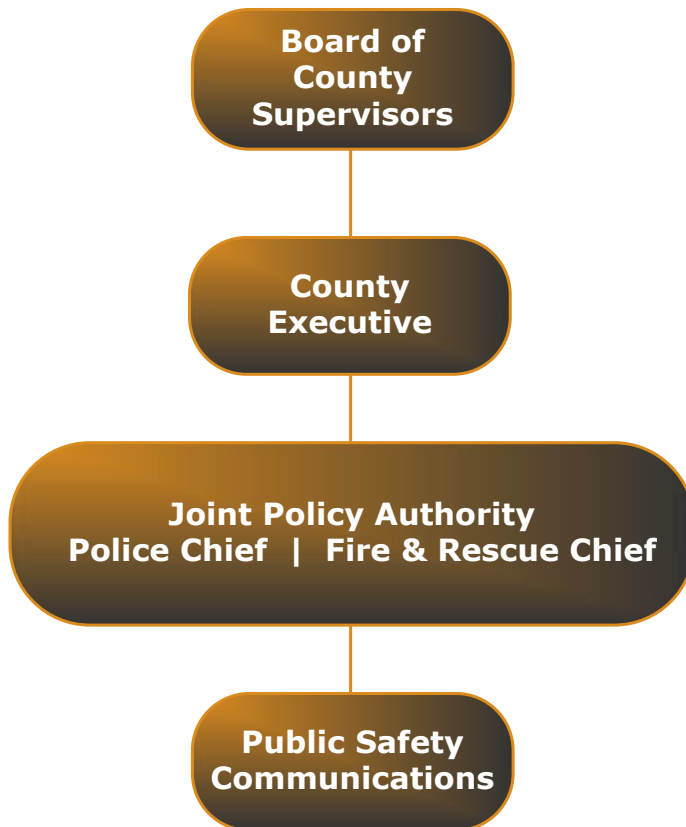 Board of
County
Supervisors
County
Executive
Joint Policy Authority
Police Chief | Fire & Rescue Chief
Public Safety
Communications